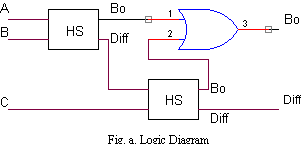 A
B
HS
Bo
Diff
1
2
3
Bo
C
HS
Bo
Diff
Diff
Fig. a. Logic Diagram